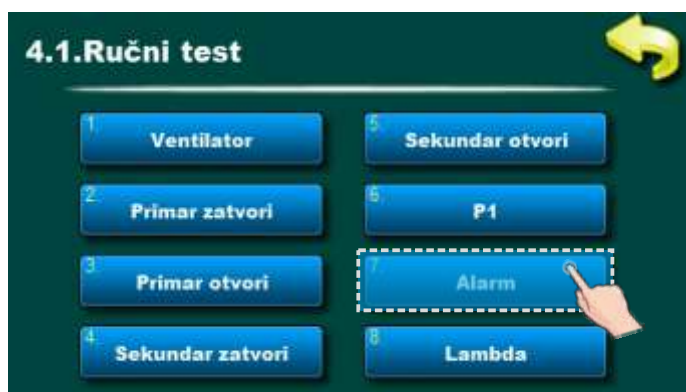 4.1.Ručni test
1.
Ventilator
2.
Primar zatvori
3.
Primar otvori
4.
Sekundar zatvori
5.
Sekundar otvori
6.
P1
7.
Alarm
8.
Lambda